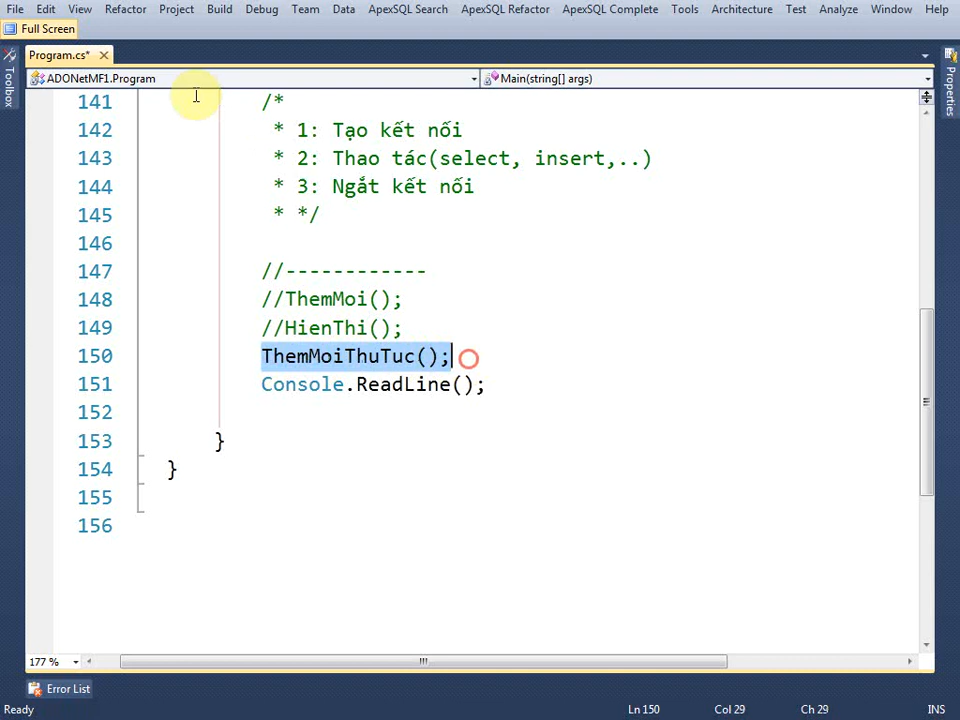 File Edit View Refactor Project Build Debug Team Data ApexSQL Search ApexSQL Refactor ApexSQL Complete Tools Architecture Test Analyze Window Help
Full Screen
Program.cs*
Toolbox
Properties
ADONetMF1.Program
Main(string[] args)
141 /*
142 * 1: Tạo kết nối
143 * 2: Thao tác(select, insert,..)
144 * 3: Ngắt kết nối
145 * */
146
147 //------------
148 //ThemMoi();
149 //HienThi();
150 ThemMoiThuTuc();
151 Console.ReadLine();
152
153 }
154 }
155
156
177 %
Error List
Ready Ln 150 Col 29 Ch 29 INS